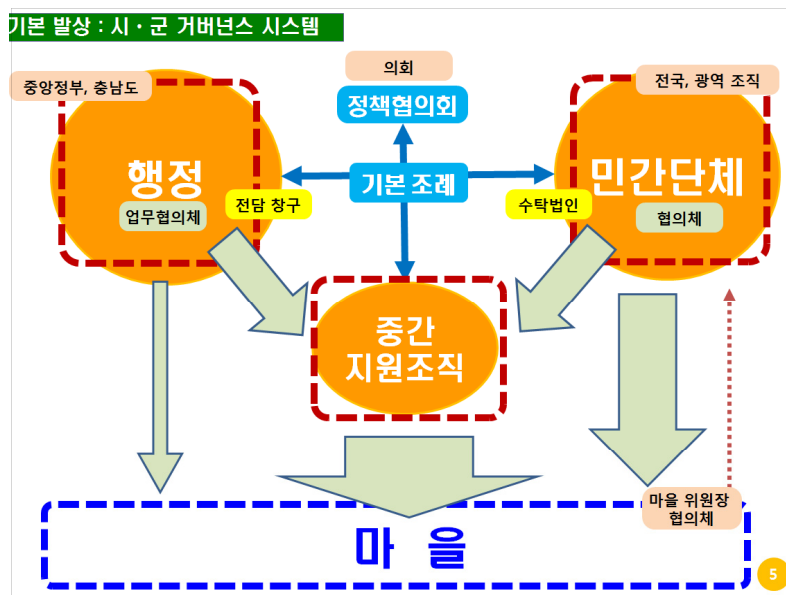 기본 발상 : 시・군 거버넌스 시스템
의회
중앙정부, 충남도
전국, 광역 조직
정책협의회
행정
기본 조례
민간단체
업무협의체
전담 창구
수탁법인
협의체
중간
지원조직
마을 위원장
협의체
마 을
5